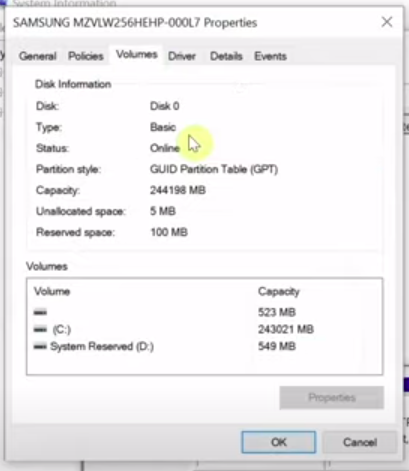 System Information
SAMSUNG MZVLW256HEHP-000L7 Properties
General Policies Volumes Driver Details Events
Disk Information
Disk: Disk 0
Type: Basic
Status: Online
Partition style: GUID Partition Table (GPT)
Capacity: 244198 MB
Unallocated space: 5 MB
Reserved space: 100 MB
Volumes
Volume Capacity
523 MB
(C:) 243021 MB
System Reserved (D:) 549 MB
Properties
OK Cancel